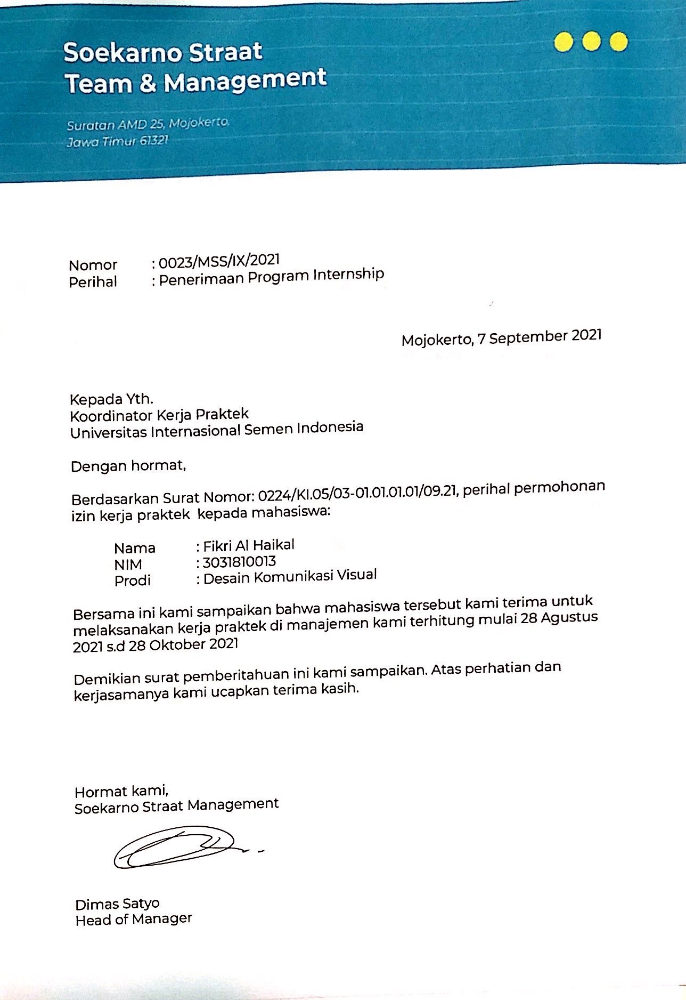 Soekarno Straat
Team & Management
Suratan AMD 25, Mojokerto,
Jawa Timur 61321
Nomor : 0023/MSS/IX/2021
Perihal : Penerimaan Program Internship
Mojokerto, 7 September 2021
Kepada Yth.
Koordinator Kerja Praktek
Universitas Internasional Semen Indonesia
Dengan hormat,
Berdasarkan Surat Nomor: 0224/KI.05/03-01.01.01.01/09.21, perihal permohonan
izin kerja praktek kepada mahasiswa:
Nama : Fikri Al Haikal
NIM : 3031810013
Prodi : Desain Komunikasi Visual
Bersama ini kami sampaikan bahwa mahasiswa tersebut kami terima untuk
melaksanakan kerja praktek di manajemen kami terhitung mulai 28 Agustus
2021 s.d 28 Oktober 2021
Demikian surat pemberitahuan ini kami sampaikan. Atas perhatian dan
kerjasamanya kami ucapkan terima kasih.
Hormat kami,
Soekarno Straat Management
Dimas Satyo
Head of Manager